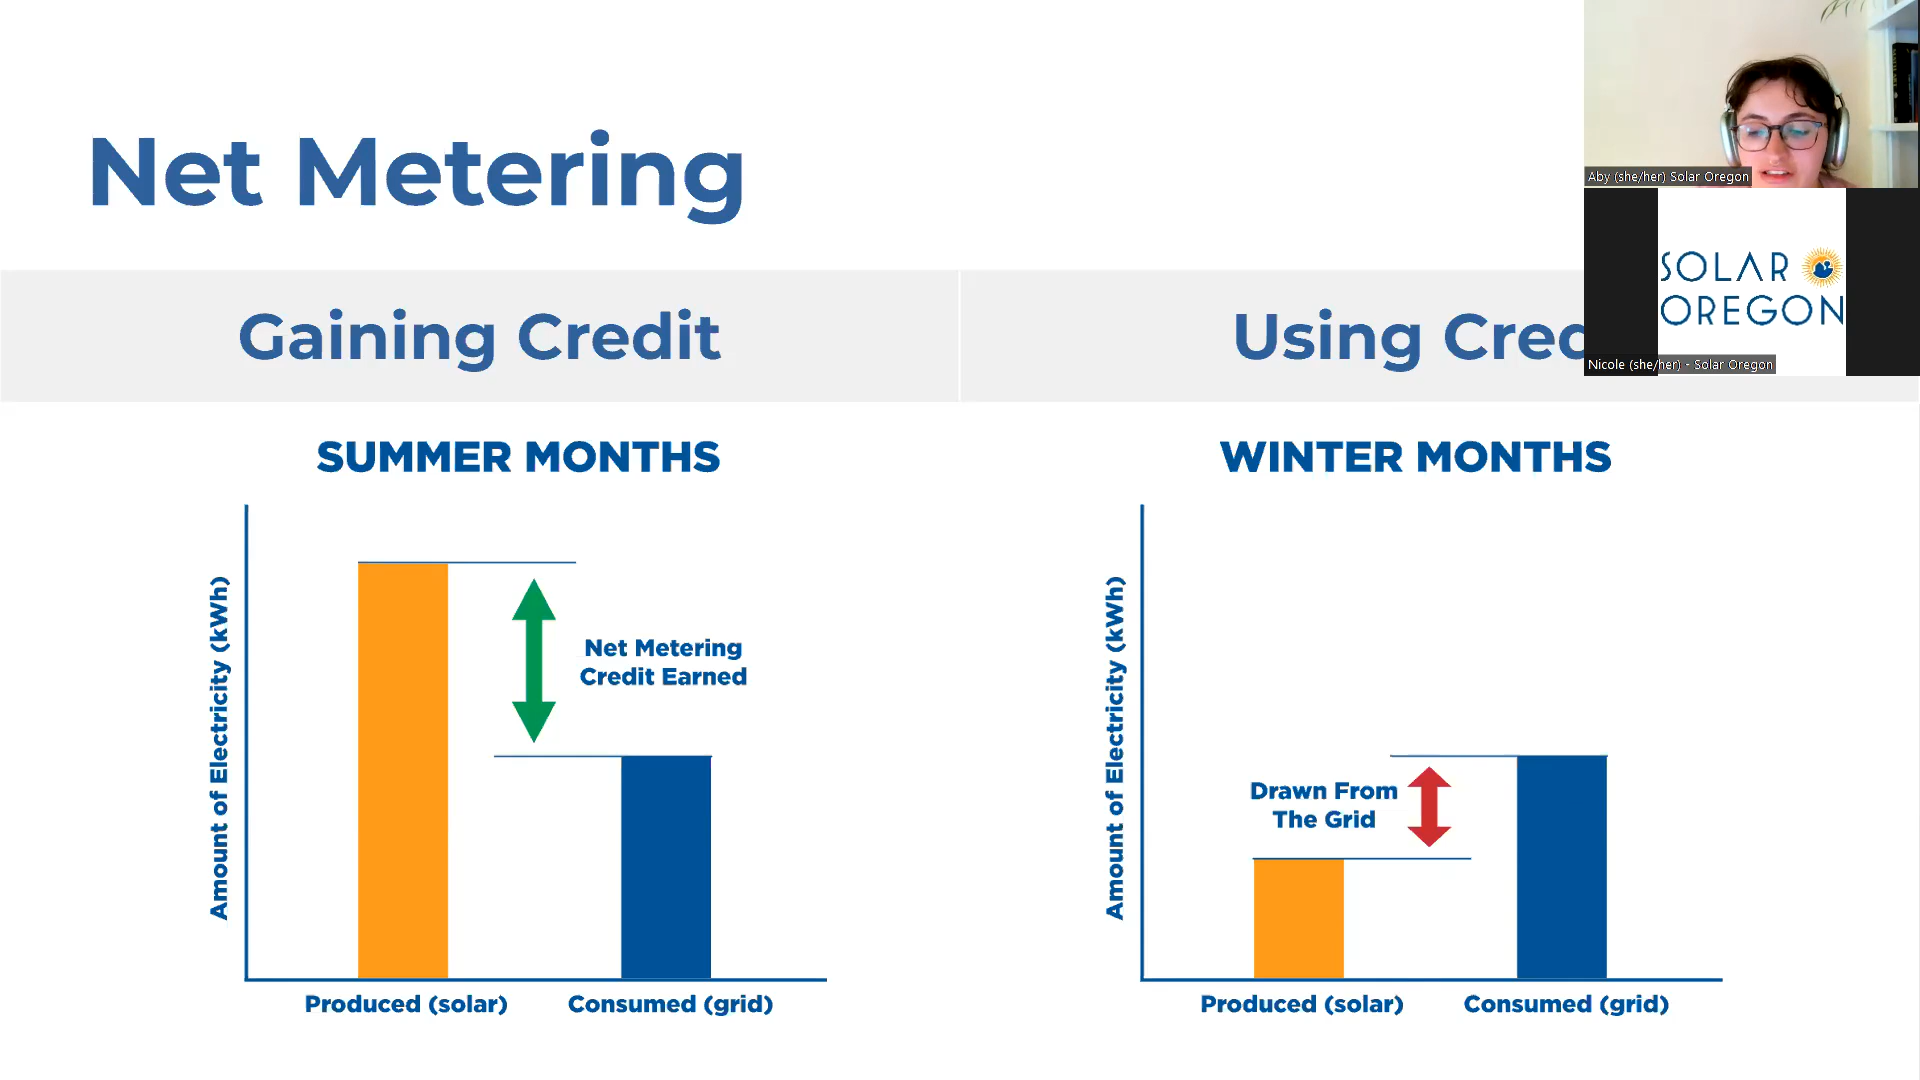 Net Metering
Gaining Credit
Using Cred
SUMMER MONTHS
Amount of Electricity (kWh)
Net Metering
Credit Earned
Produced (solar)
Consumed (grid)
WINTER MONTHS
Amount of Electricity (kWh)
Drawn From
The Grid
Produced (solar)
Consumed (grid)
Aby (she/her) Solar Oregon
SOLAR
OREGON
Nicole (she/her) - Solar Oregon